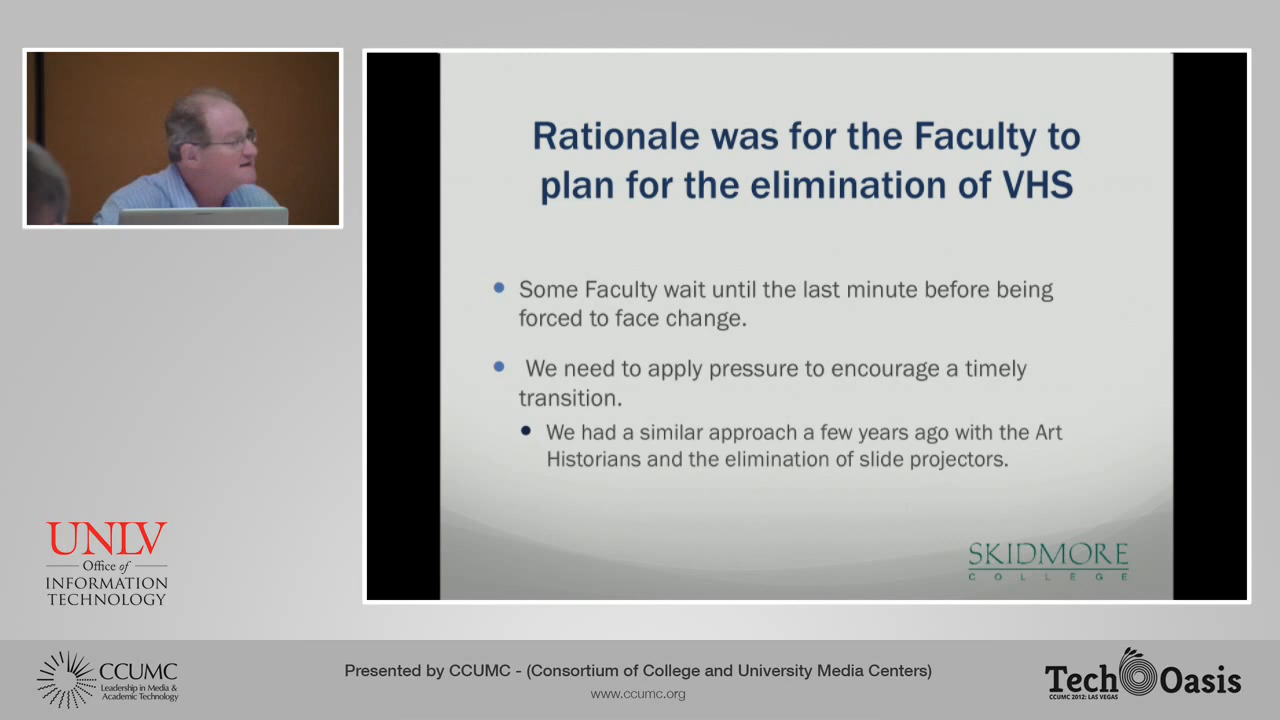 Rationale was for the Faculty to
plan for the elimination of VHS
Some Faculty wait until the last minute before being
forced to face change.
We need to apply pressure to encourage a timely
transition.
We had a similar approach a few years ago with the Art
Historians and the elimination of slide projectors.
SKIDMORE
COLLEGE
UNLV
Office of
INFORMATION
TECHNOLOGY
CCUMC
Leadership in Media &
Academic Technology
Presented by CCUMC - (Consortium of College and University Media Centers)
www.ccumc.org
Tech Oasis
CCUMC 2012: LAS VEGAS